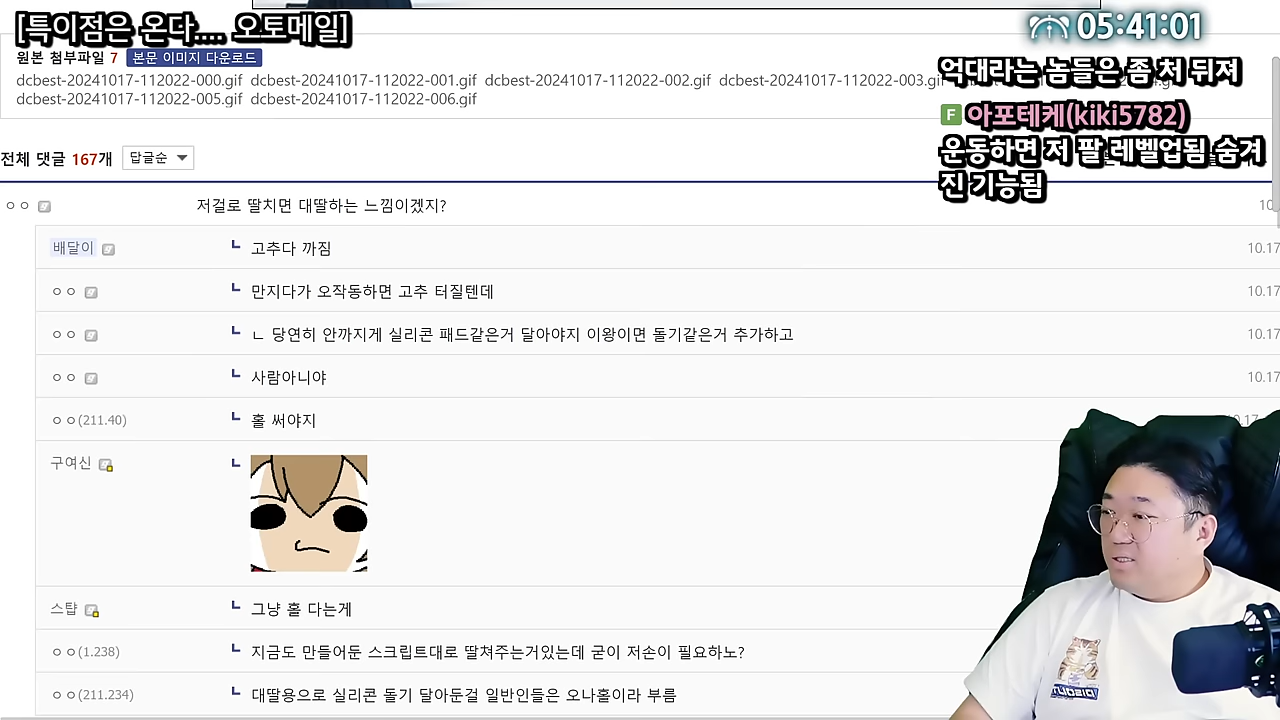 [특이점은 온다.... 오토메일]
05:41:01
원본 첨부파일 7 본문 이미지 다운로드
dcbest-20241017-112022-000.gif dcbest-20241017-112022-001.gif dcbest-20241017-112022-002.gif dcbest-20241017-112022-003.gif
dcbest-20241017-112022-005.gif dcbest-20241017-112022-006.gif
억대라는 놈들은 좀 처 뒤져
F 아포테케(kiki5782)
운동하면 저 팔 레벨업됨 숨겨
진 기능됨
전체 댓글 167개 답글순
ㅇㅇ 저걸로 딸치면 대딸하는 느낌이겠지? 10
배달이 ㄴ 고추다 까짐 10.17
ㅇㅇ ㄴ 만지다가 오작동하면 고추 터질텐데 10.17
ㅇㅇ ㄴ ㄴ 당연히 안까지게 실리콘 패드같은거 달아야지 이왕이면 돌기같은거 추가하고 10.17
ㅇㅇ ㄴ 사람아니야 10.17
ㅇㅇ(211.40) ㄴ 홀 써야지 10.17
구여신 ㄴ
스탑 ㄴ 그냥 홀 다는게
ㅇㅇ(1.238) ㄴ 지금도 만들어둔 스크립트대로 딸쳐주는거있는데 굳이 저손이 필요하노?
ㅇㅇ(211.234) ㄴ 대딸용으로 실리콘 돌기 달아둔걸 일반인들은 오나홀이라 부름